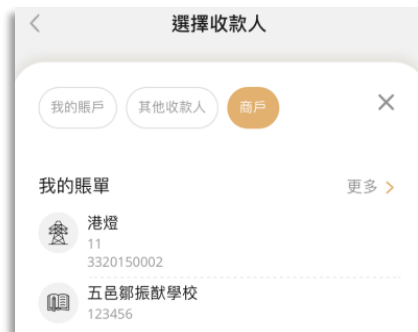 選擇收款人
我的賬戶 其他收款人 商戶
我的賬單 更多
港燈
11
3320150002
五邑鄒振猷學校
123456